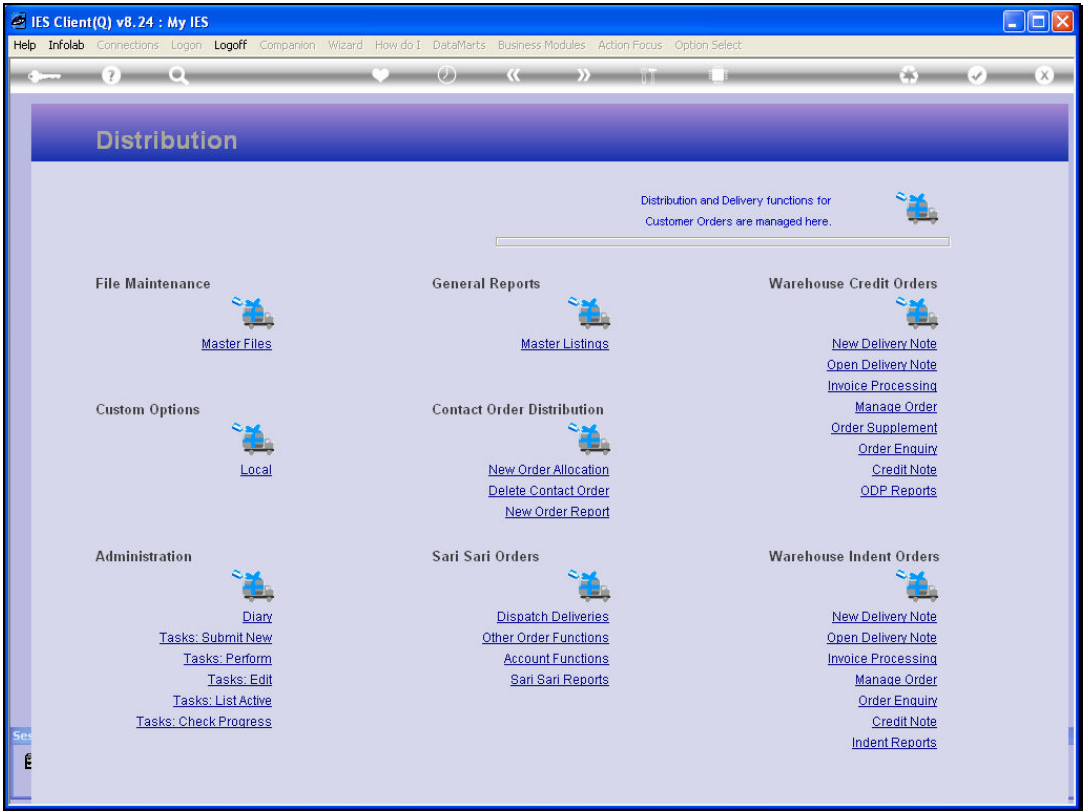 IES Client(Q) v8.24 : My IES
Help Infolab Connections Logon Logoff Companion Wizard How do I DataMarts Business Modules Action Focus Option Select
Distribution
Distribution and Delivery functions for
Customer Orders are managed here.
File Maintenance
Master Files
General Reports
Master Listings
Warehouse Credit Orders
New Delivery Note
Open Delivery Note
Invoice Processing
Manage Order
Order Supplement
Order Enquiry
Credit Note
ODP Reports
Custom Options
Local
Contact Order Distribution
New Order Allocation
Delete Contact Order
New Order Report
Administration
Diary
Tasks: Submit New
Tasks: Perform
Tasks: Edit
Tasks: List Active
Tasks: Check Progress
Sari Sari Orders
Dispatch Deliveries
Other Order Functions
Account Functions
Sari Sari Reports
Warehouse Indent Orders
New Delivery Note
Open Delivery Note
Invoice Processing
Manage Order
Order Enquiry
Credit Note
Indent Reports
Ses